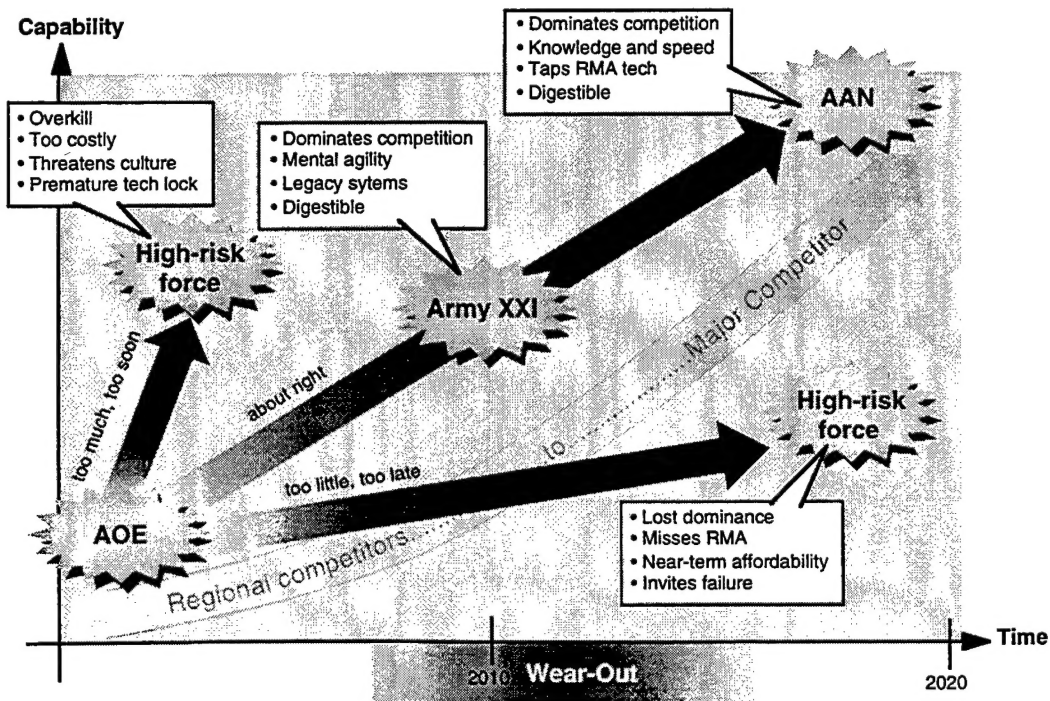 Capability
• Dominates competition
• Knowledge and speed
• Taps RMA tech
• Digestible
AAN
• Overkill
• Too costly
• Threatens culture
• Premature tech lock
• Dominates competition
• Mental agility
• Legacy sytems
• Digestible
High-risk
force
Army XXI
too much, too soon
about right
too little, too late
AOE
Regional competitors..... to ..........Major Competitor
High-risk
force
• Lost dominance
• Misses RMA
• Near-term affordability
• Invites failure
Time
2010
Wear-Out
2020